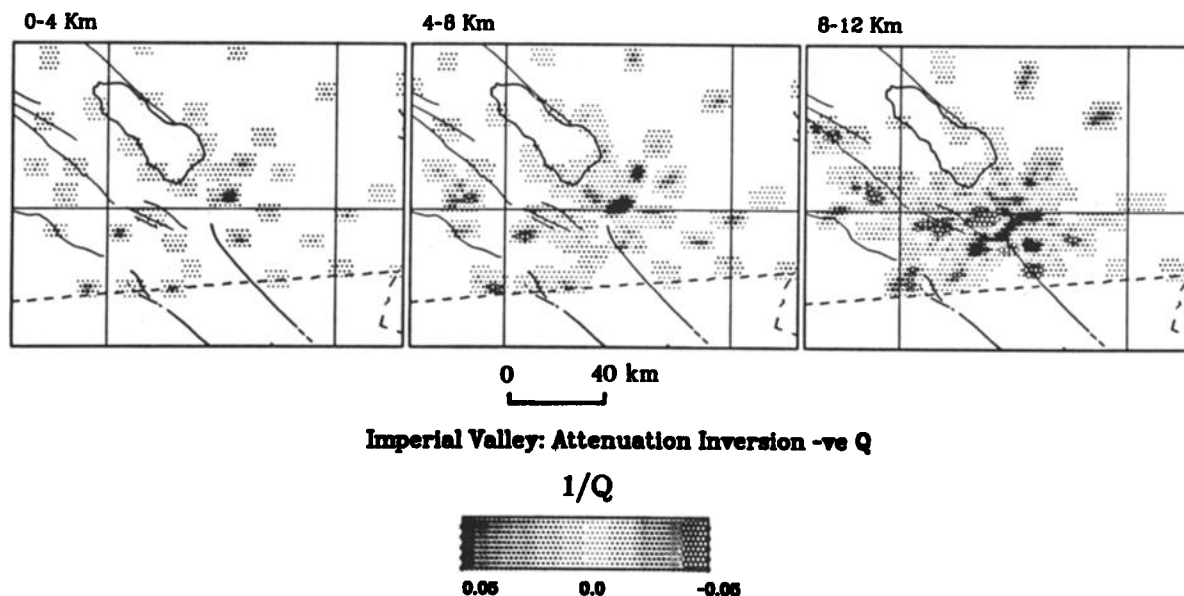 0-4 Km
4-8 Km
8-12 Km
0 40 km
Imperial Valley: Attenuation Inversion -ve Q
1/Q
0.05 0.0 -0.05